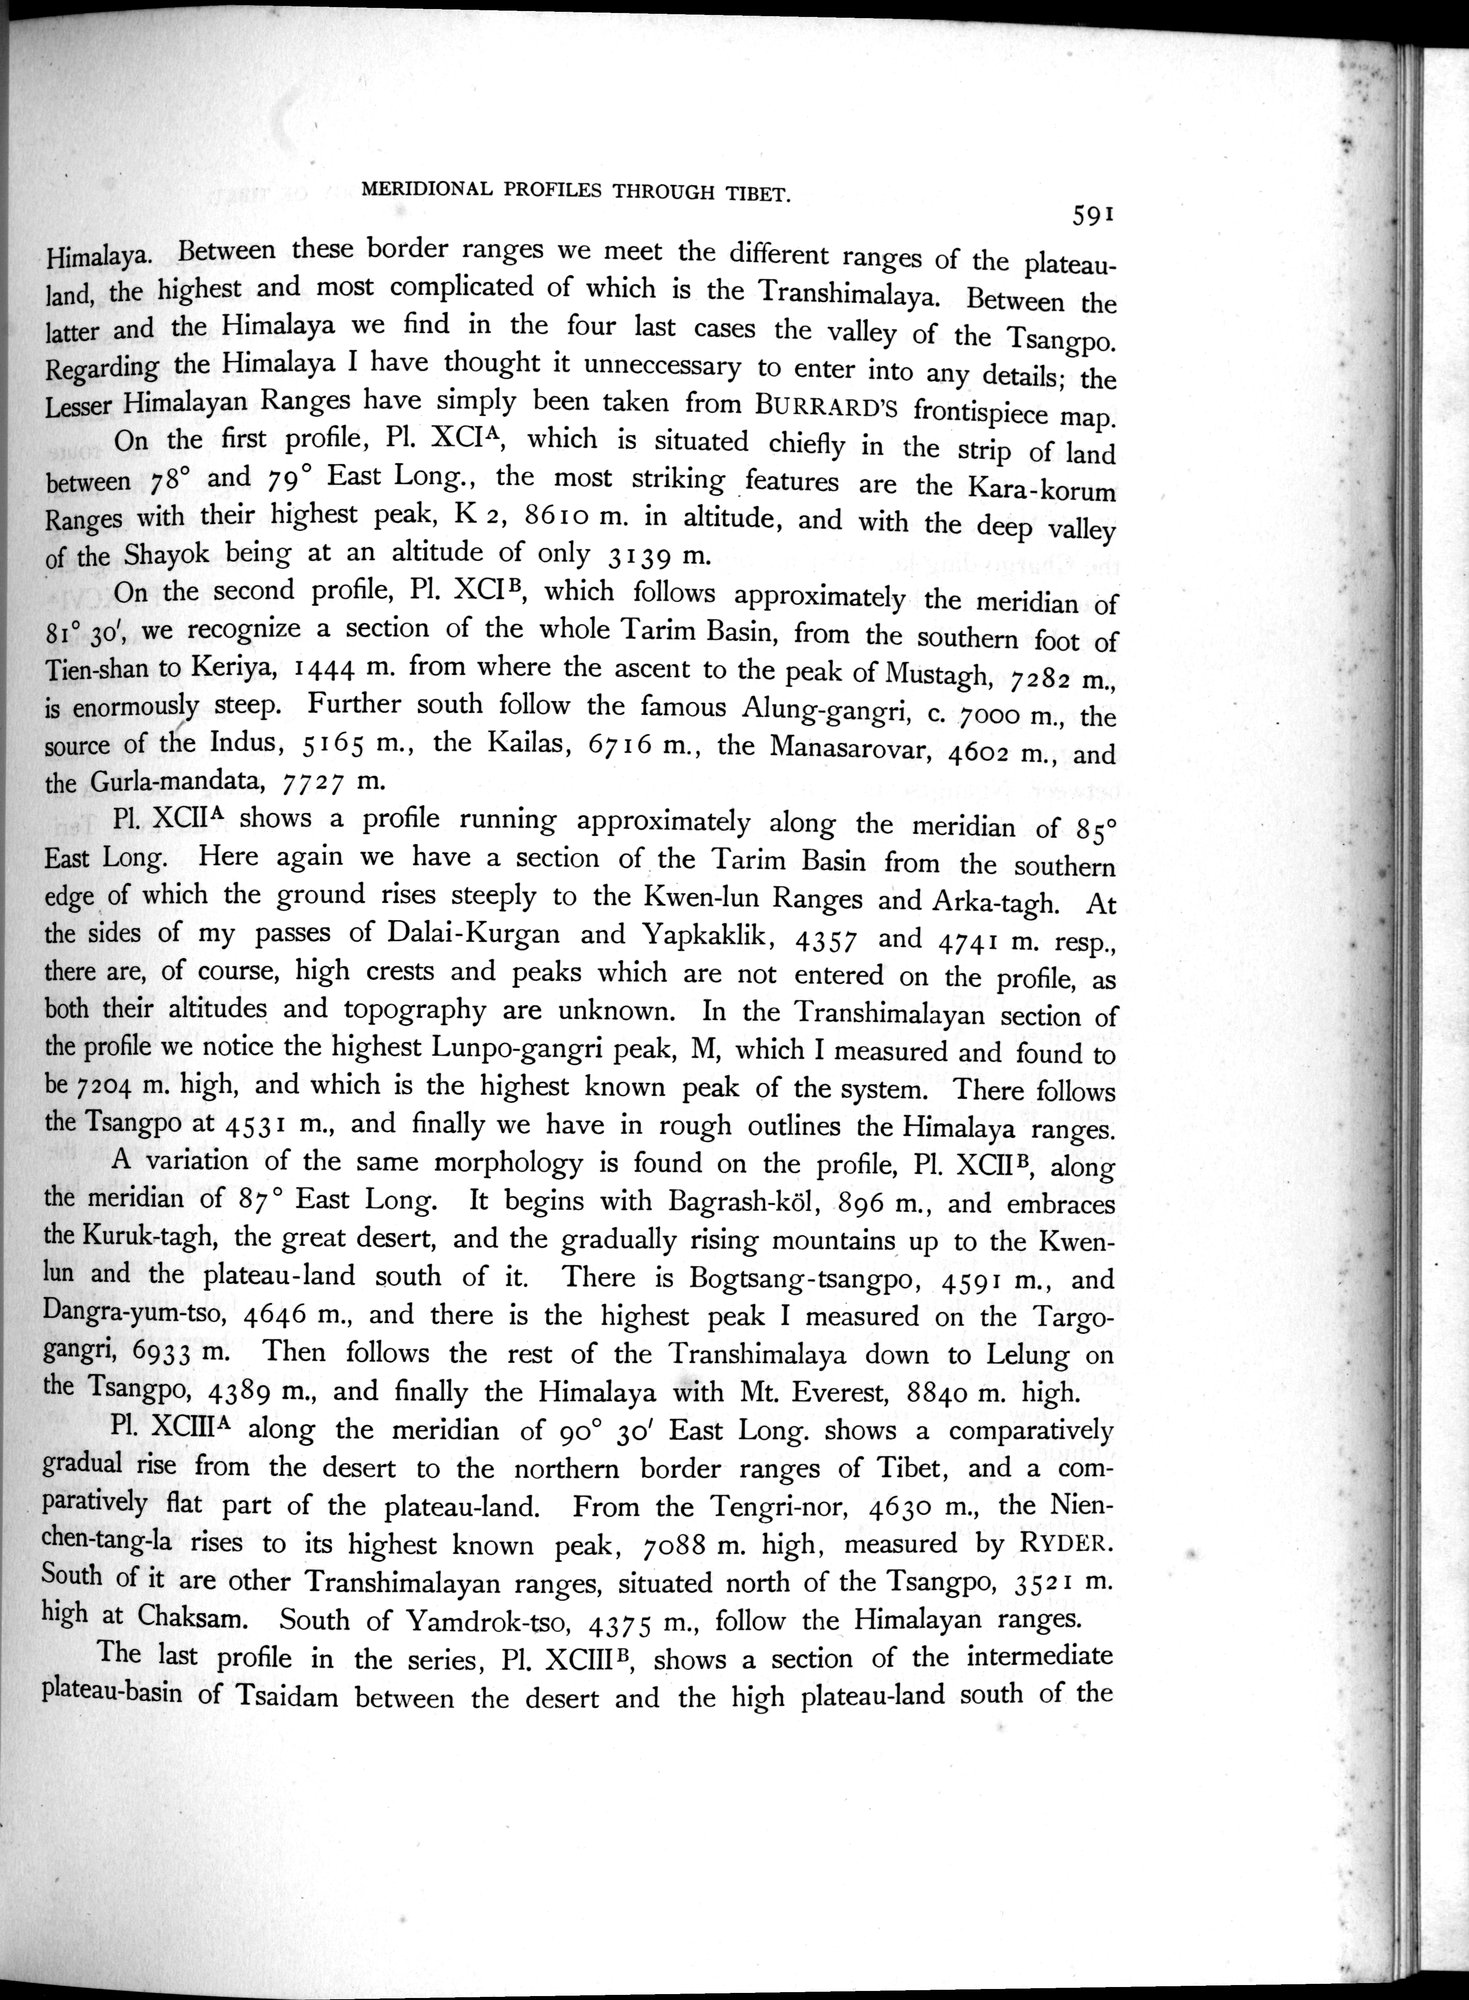 MERIDIONAL PROFILES THROUGH TIBET.
591
Himalaya. Between these border ranges we meet the different ranges of the plateau-
land, the highest and most complicated of which is the Transhimalaya. Between the
latter and the Himalaya we find in the four last cases the valley of the Tsangpo.
Regarding the Himalaya I have thought it unneccessary to enter into any details; the
Lesser Himalayan Ranges have simply been taken from BURRARD'S frontispiece map.
On the first profile, Pl. XCIA, which is situated chiefly in the strip of land
between 78° and 79° East Long., the most striking features are the Kara-korum
Ranges with their highest peak, K 2, 8610 m. in altitude, and with the deep valley
of the Shayok being at an altitude of only 3139 m.
On the second profile, Pl. XCIB, which follows approximately the meridian of
81° 30′, we recognize a section of the whole Tarim Basin, from the southern foot of
Tien-shan to Keriya, 1444 m. from where the ascent to the peak of Mustagh, 7282 m.,
is enormously steep. Further south follow the famous Alung-gangri, c. 7000 m., the
source of the Indus, 5165 m., the Kailas, 6716 m., the Manasarovar, 4602 m., and
the Gurla-mandata, 7727 m.
Pl. XCIIA shows a profile running approximately along the meridian of 85°
East Long. Here again we have a section of the Tarim Basin from the southern
edge of which the ground rises steeply to the Kwen-lun Ranges and Arka-tagh. At
the sides of my passes of Dalai-Kurgan and Yapkaklik, 4357 and 4741 m. resp.,
there are, of course, high crests and peaks which are not entered on the profile, as
both their altitudes and topography are unknown. In the Transhimalayan section of
the profile we notice the highest Lunpo-gangri peak, M, which I measured and found to
be 7204 m. high, and which is the highest known peak of the system. There follows
the Tsangpo at 4531 m., and finally we have in rough outlines the Himalaya ranges.
A variation of the same morphology is found on the profile, Pl. XCIIB, along
the meridian of 87° East Long. It begins with Bagrash-köl, 896 m., and embraces
the Kuruk-tagh, the great desert, and the gradually rising mountains up to the Kwen-
lun and the plateau-land south of it. There is Bogtsang-tsangpo, 4591 m., and
Dangra-yum-tso, 4646 m., and there is the highest peak I measured on the Targo-
gangri, 6933 m. Then follows the rest of the Transhimalaya down to Lelung on
the Tsangpo, 4389 m., and finally the Himalaya with Mt. Everest, 8840 m. high.
Pl. XCIIIA along the meridian of 90° 30′ East Long. shows a comparatively
gradual rise from the desert to the northern border ranges of Tibet, and a com-
paratively flat part of the plateau-land. From the Tengri-nor, 4630 m., the Nien-
chen-tang-la rises to its highest known peak, 7088 m. high, measured by RYDER.
South of it are other Transhimalayan ranges, situated north of the Tsangpo, 3521 m.
high at Chaksam. South of Yamdrok-tso, 4375 m., follow the Himalayan ranges.
The last profile in the series, Pl. XCIIIB, shows a section of the intermediate
plateau-basin of Tsaidam between the desert and the high plateau-land south of the